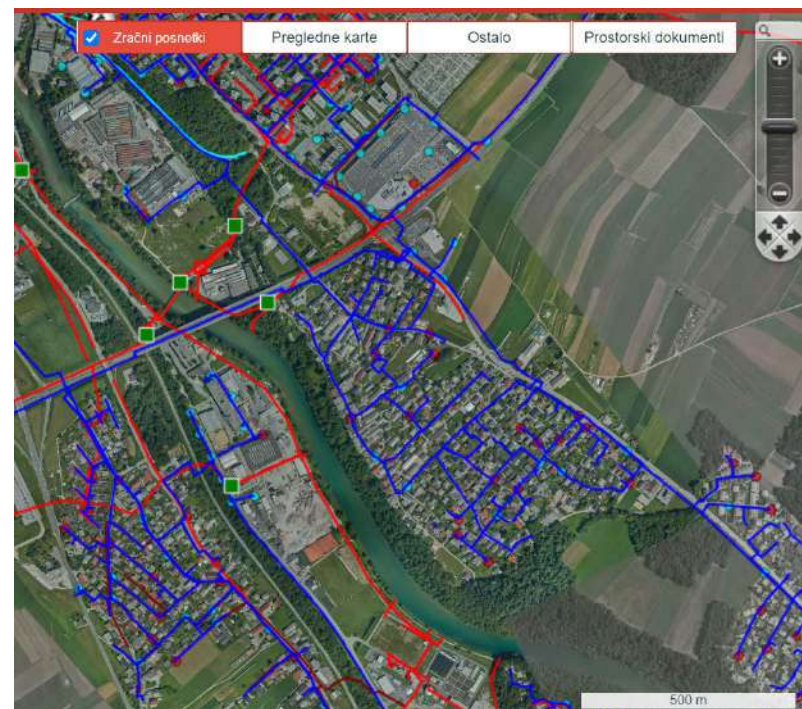 Zračni posnetki
Pregledne karte
Ostalo
Prostorski dokumenti
500 m